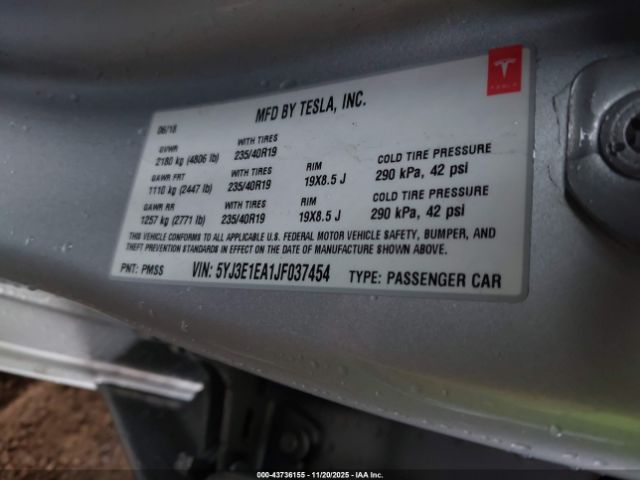 TESLA
MFD BY TESLA, INC.
06/18
GVWR
2180 kg (4806 lb)
WITH TIRES
235/40R19
GAWR FRT
1110 kg (2447 lb)
WITH TIRES
235/40R19
RIM
19X8.5 J
COLD TIRE PRESSURE
290 kPa, 42 psi
GAWR RR
1257 kg (2771 lb)
WITH TIRES
235/40R19
RIM
19X8.5 J
COLD TIRE PRESSURE
290 kPa, 42 psi
THIS VEHICLE CONFORMS TO ALL APPLICABLE U.S. FEDERAL MOTOR VEHICLE SAFETY, BUMPER, AND
THEFT PREVENTION STANDARDS IN EFFECT ON THE DATE OF MANUFACTURE SHOWN ABOVE.
PNT: PMSS VIN: 5YJ3E1EA1JF037454 TYPE: PASSENGER CAR
000-43736155 - 11/20/2025 - IAA Inc.